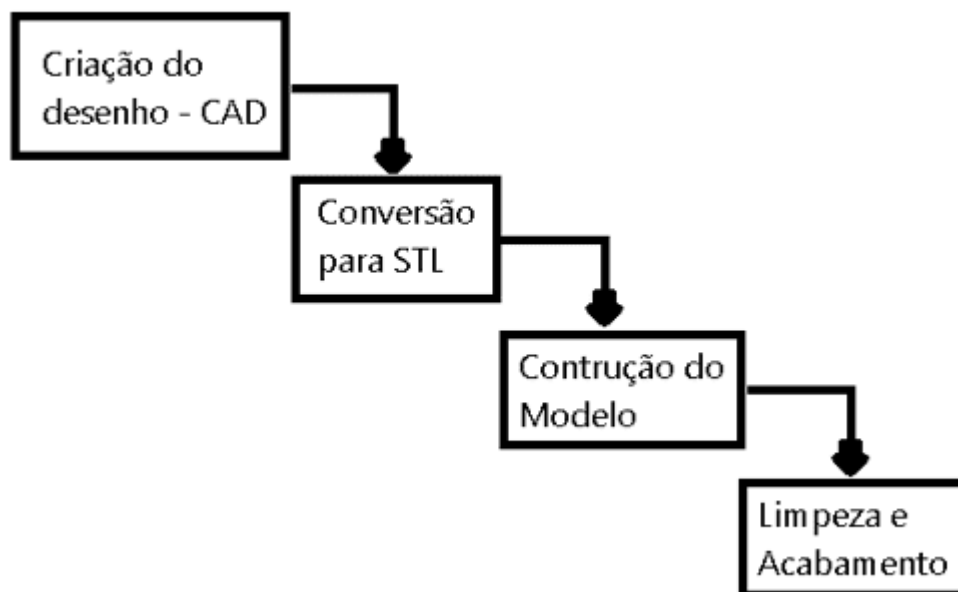 Criação do
desenho - CAD
Conversão
para STL
Contrução do
Modelo
Limpeza e
Acabamento